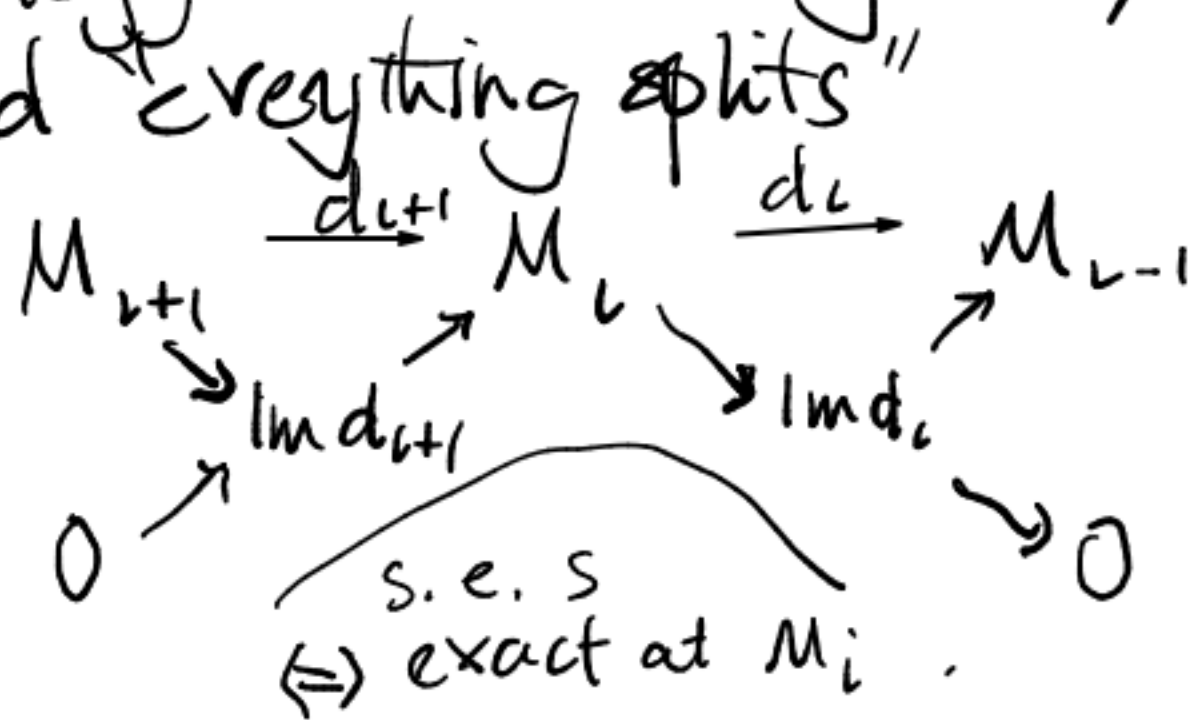 d "everything splits"
d_{i+1} d_i
M_{i+1} → M_i → M_{i-1}
Im d_{i+1} Im d_i
0 0
s.e.s
⇔ exact at M_i.